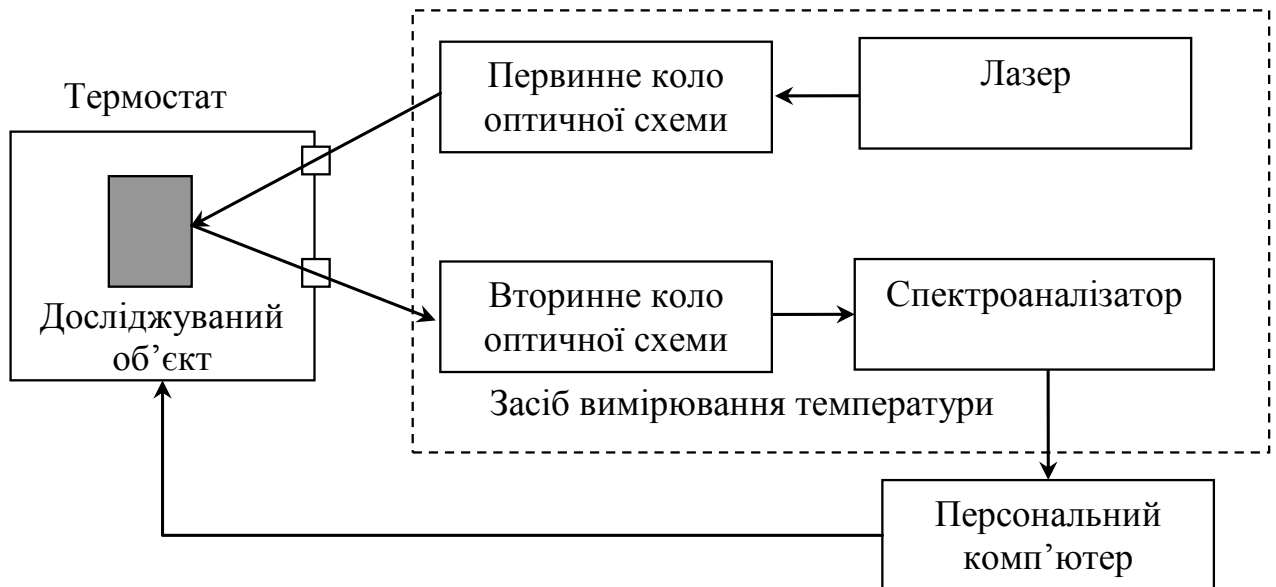 Термостат
Первинне коло
оптичної схеми
Лазер
Досліджуваний
об’єкт
Вторинне коло
оптичної схеми
Спектроаналізатор
Засіб вимірювання температури
Персональний
комп’ютер